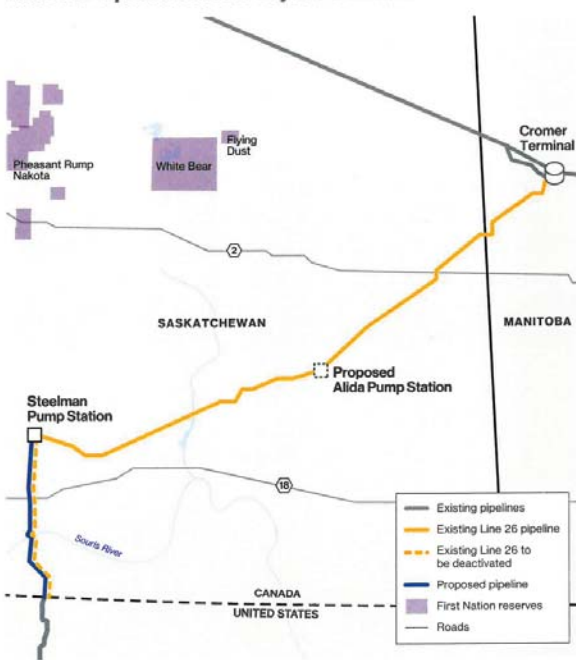 Cromer
Terminal
Flying
Dust
Pheasant Rump
Nakota
White Bear
2
SASKATCHEWAN
MANITOBA
Proposed
Alida Pump Station
Steelman
Pump Station
18
Souris River
CANADA
UNITED STATES
Existing pipelines
Existing Line 26 pipeline
Existing Line 26 to
be deactivated
Proposed pipeline
First Nation reserves
Roads